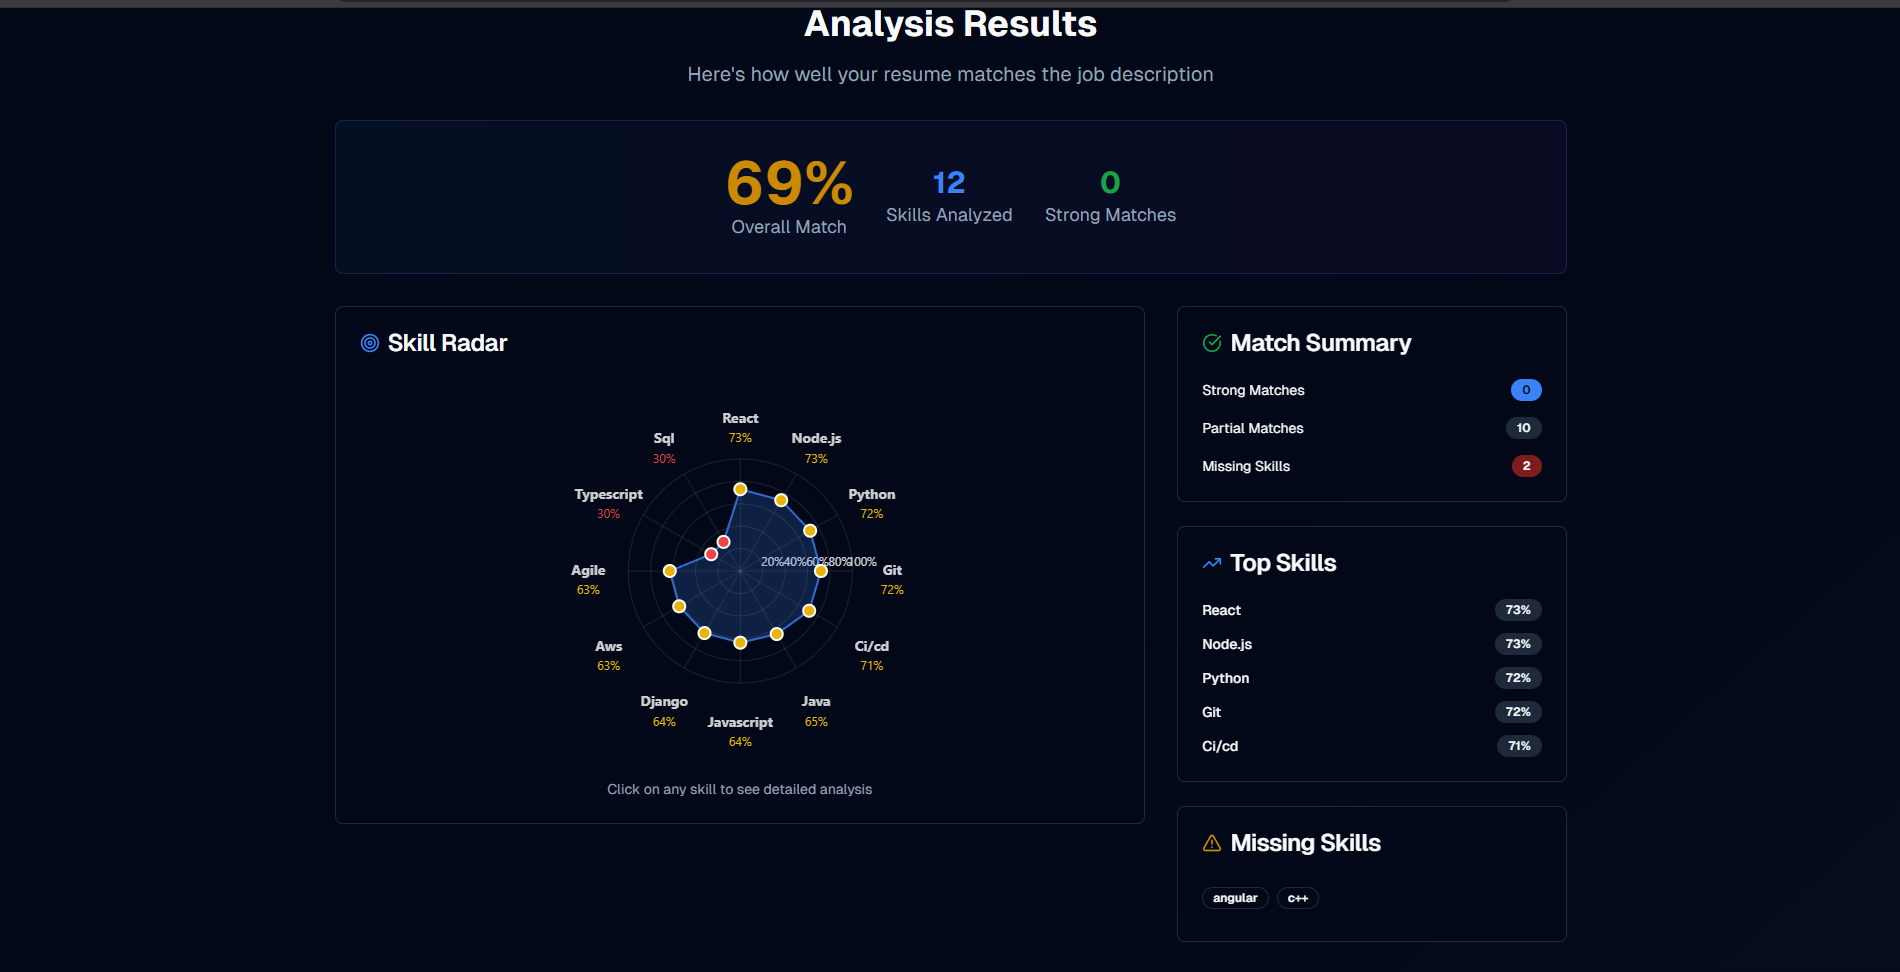 Analysis Results
Here's how well your resume matches the job description
69%
Overall Match
12
Skills Analyzed
0
Strong Matches
Skill Radar
React
73%
Node.js
73%
Python
72%
Git
72%
Ci/cd
71%
Java
65%
Javascript
64%
Django
64%
Aws
63%
Agile
63%
Typescript
30%
Sql
30%
20%
40%
60%
80%
100%
Click on any skill to see detailed analysis
Match Summary
Strong Matches 0
Partial Matches 10
Missing Skills 2
Top Skills
React 73%
Node.js 73%
Python 72%
Git 72%
Ci/cd 71%
Missing Skills
angular c++